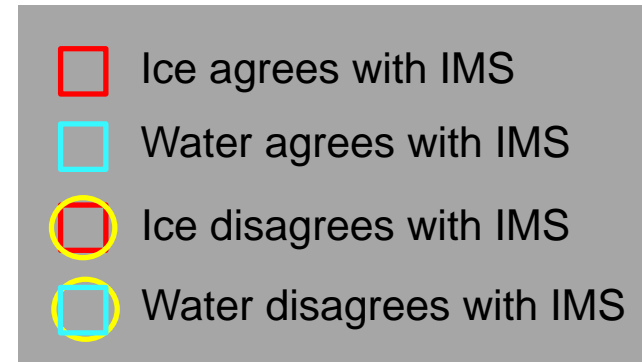 Ice agrees with IMS
Water agrees with IMS
Ice disagrees with IMS
Water disagrees with IMS